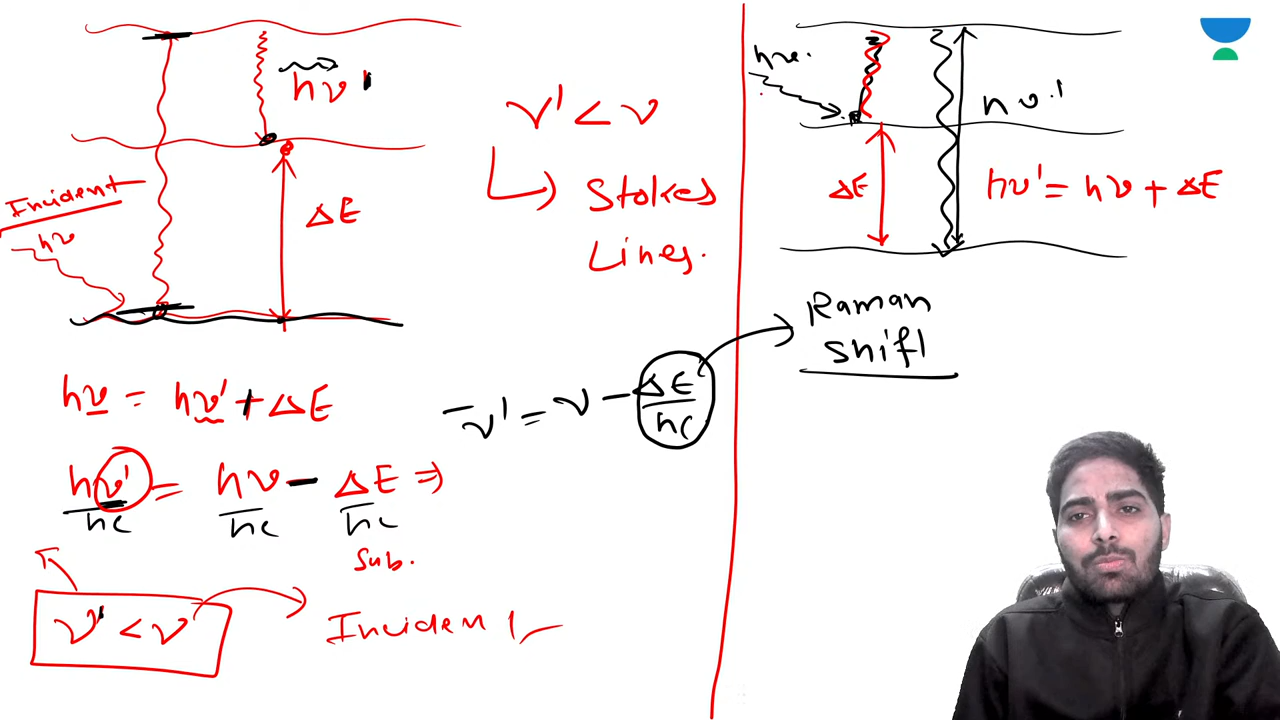 hν'
Incident
hν
ΔE
ν' < ν
Stokes
Lines.
hν = hν' + ΔE
hν'/hc = hν/hc - ΔE/hc ⇒
Sub.
ν' < ν
Incident
ν̄' = ν - ΔE/hc
hν.
hν'
ΔE
hν' = hν + ΔE
Raman
Shift